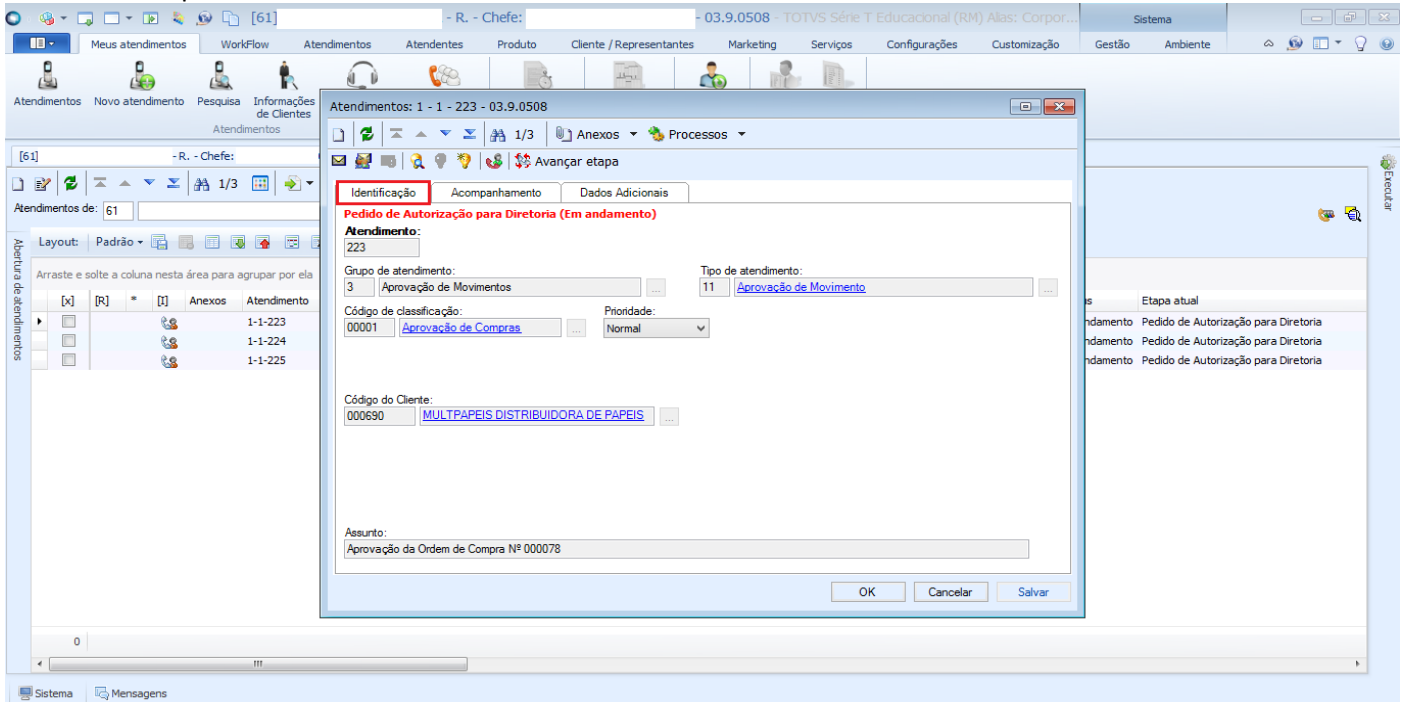 [61] - R. - Chefe: - 03.9.0508 - TOTVS Série T Educacional (RM) Alias: Corpor... Sistema
Meus atendimentos WorkFlow Atendimentos Atendentes Produto Cliente / Representantes Marketing Serviços Configurações Customização Gestão Ambiente
Atendimentos Novo atendimento Pesquisa Informações de Clientes
Atendimentos
[61] - R. - Chefe:
1/3
Atendimentos de: 61
Layout: Padrão
Arraste e solte a coluna nesta área para agrupar por ela
[x] [R] * [I] Anexos Atendimento
1-1-223
1-1-224
1-1-225
Abertura de atendimentos
Atendimentos: 1 - 1 - 223 - 03.9.0508
1/3 Anexos Processos
Avançar etapa
Identificação Acompanhamento Dados Adicionais
Pedido de Autorização para Diretoria (Em andamento)
Atendimento:
223
Grupo de atendimento: Tipo de atendimento:
3 Aprovação de Movimentos ... 11 Aprovação de Movimento ...
Código de classificação: Prioridade:
00001 Aprovação de Compras ... Normal
Código do Cliente:
000690 MULTPAPEIS DISTRIBUIDORA DE PAPEIS ...
Assunto:
Aprovação da Ordem de Compra Nº 000078
OK Cancelar Salvar
us Etapa atual
ndamento Pedido de Autorização para Diretoria
ndamento Pedido de Autorização para Diretoria
ndamento Pedido de Autorização para Diretoria
Executar
0
Sistema Mensagens